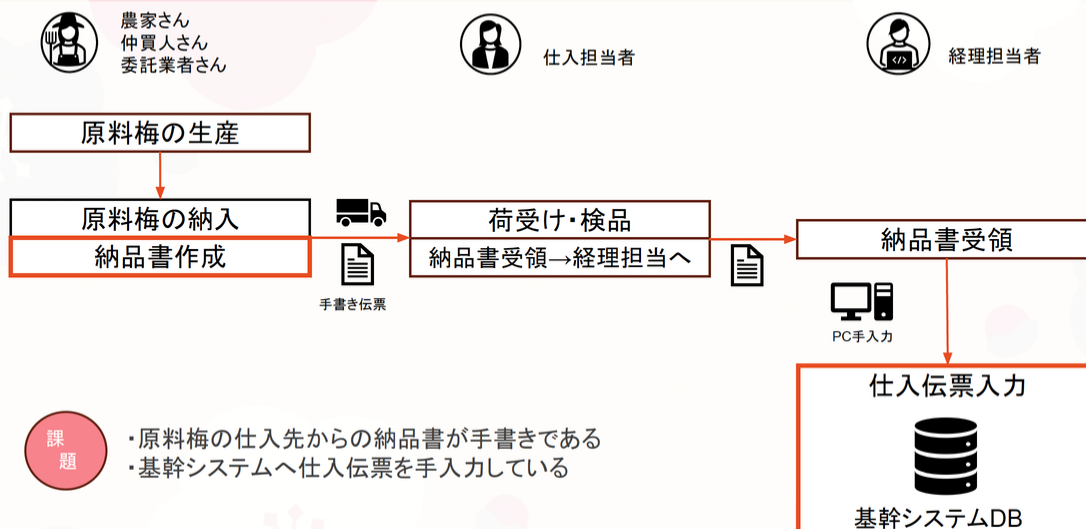 農家さん
仲買人さん
委託業者さん
仕入担当者
経理担当者
原料梅の生産
原料梅の納入
納品書作成
手書き伝票
荷受け・検品
納品書受領→経理担当へ
納品書受領
PC手入力
仕入伝票入力
基幹システムDB
課
題
・原料梅の仕入先からの納品書が手書きである
・基幹システムへ仕入伝票を手入力している